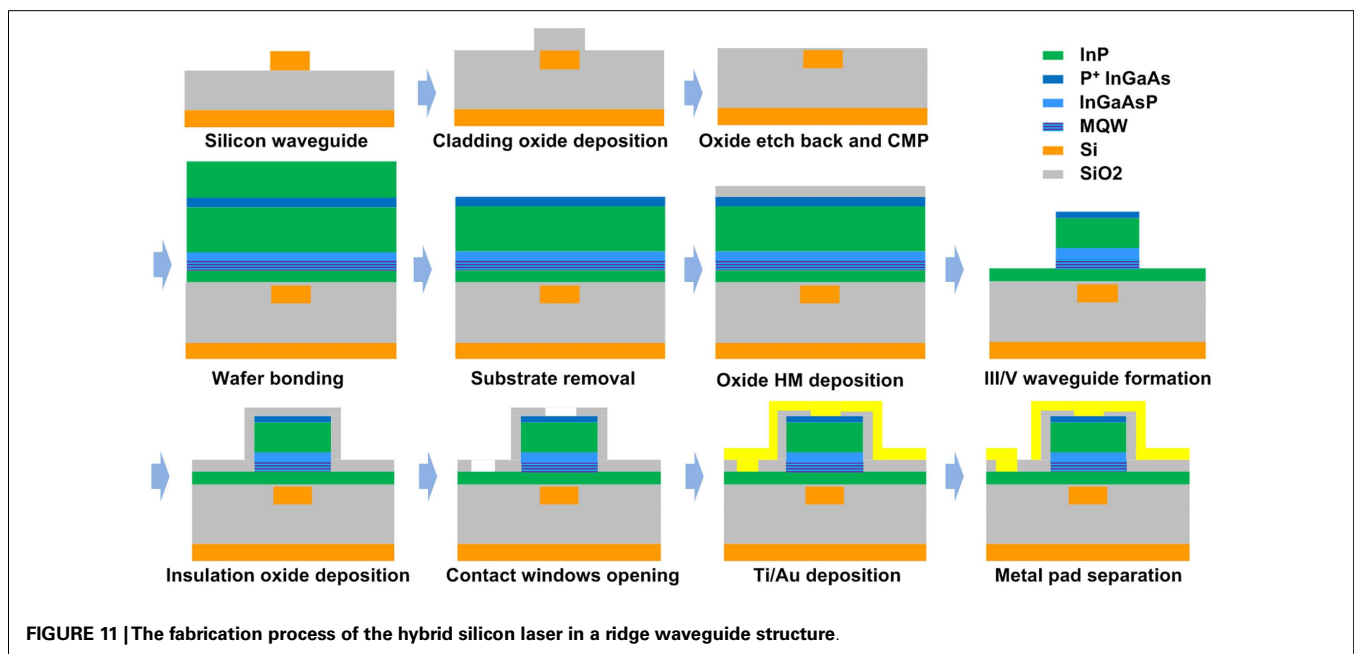 InP
P+ InGaAs
InGaAsP
MQW
Si
SiO2
Silicon waveguide
Cladding oxide deposition
Oxide etch back and CMP
Wafer bonding
Substrate removal
Oxide HM deposition
III/V waveguide formation
Insulation oxide deposition
Contact windows opening
Ti/Au deposition
Metal pad separation
FIGURE 11 | The fabrication process of the hybrid silicon laser in a ridge waveguide structure.